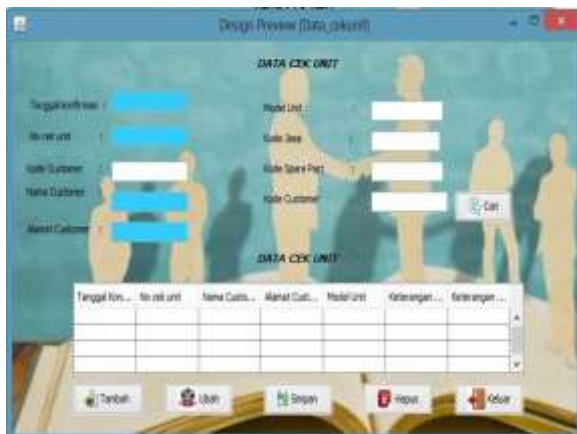 Design Preview [Data_cekunit]
DATA CEK UNIT
Tanggal konfirmasi :
Model Unit :
No cek unit :
Kode Jasa :
Kode Customer :
Kode Spare Part :
Nama Customer
Kode Customer
Cari
Alamat Customer :
DATA CEK UNIT
Tanggal Kon... No cek unit Nama Custo... Alamat Cust... Model Unit Keterangan ... Keterangan ...
Tambah Ubah Simpan Hapus Keluar